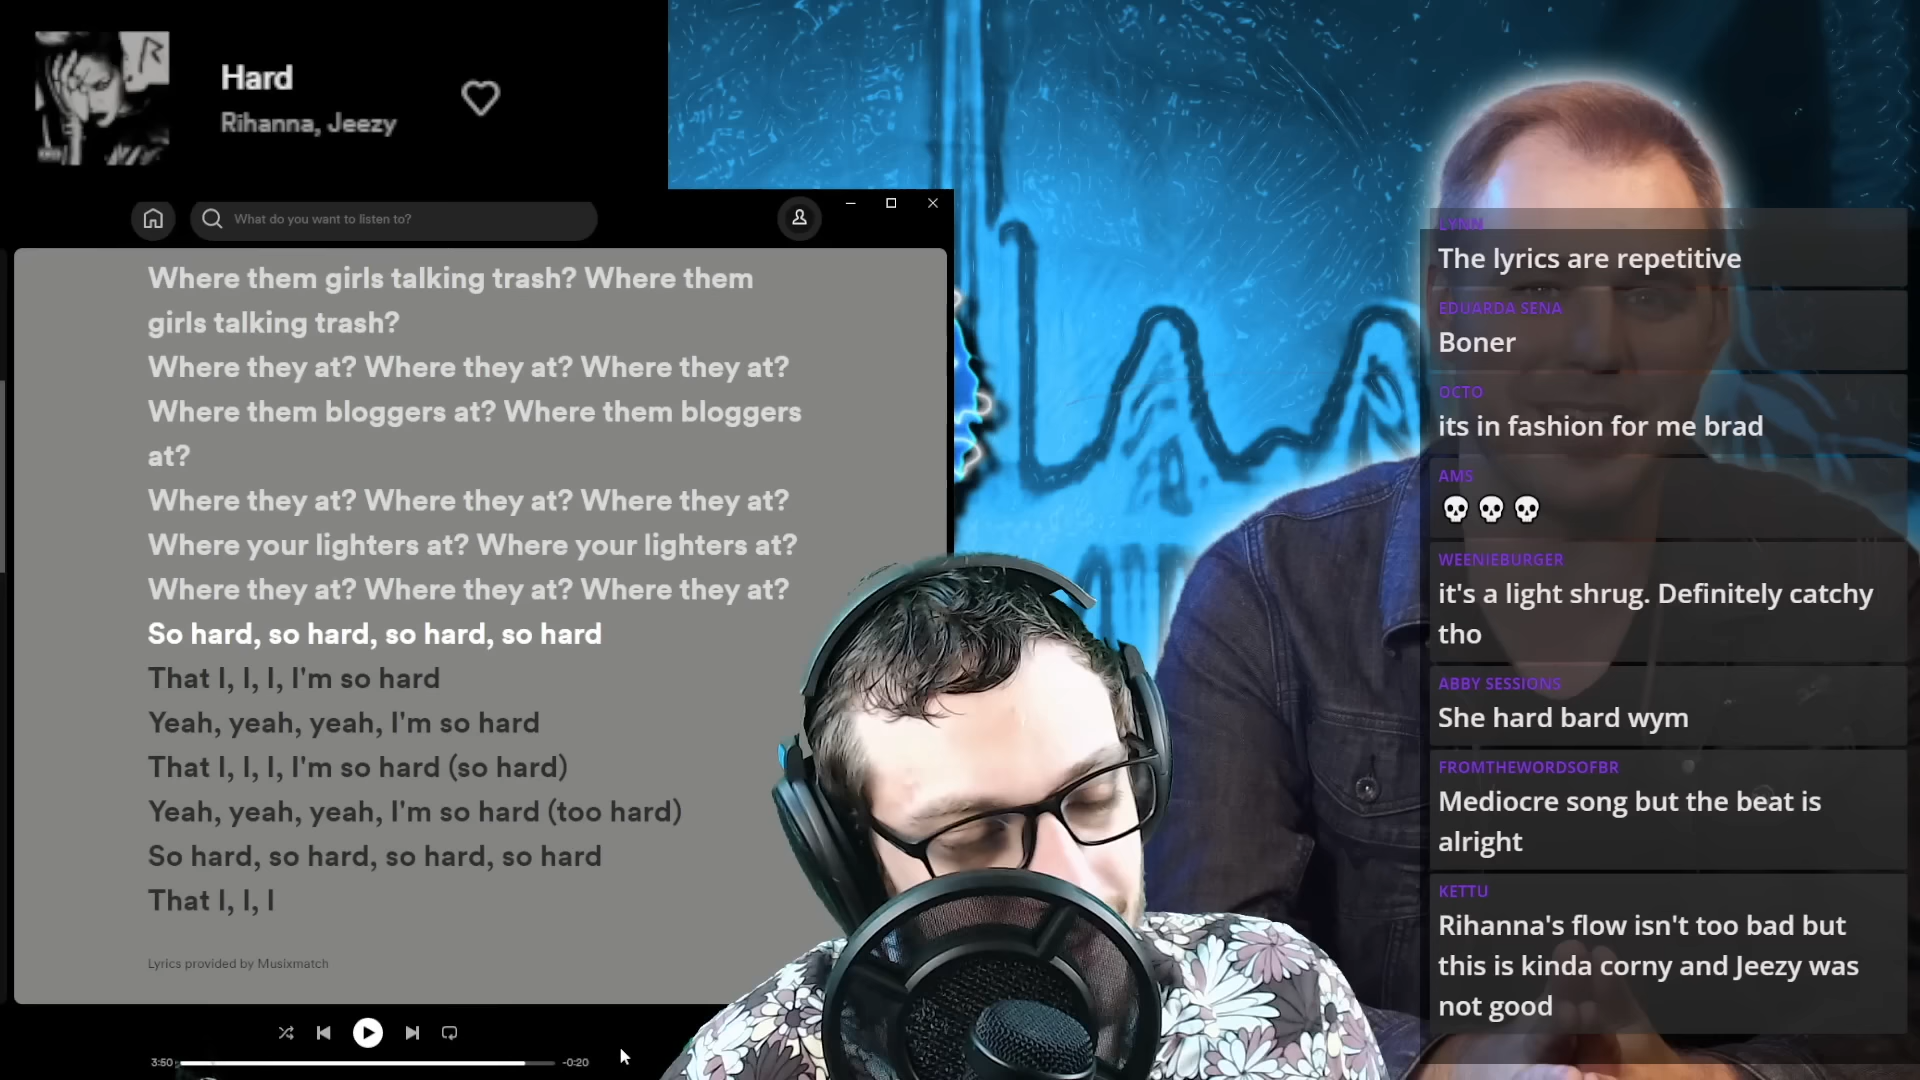 Hard
Rihanna, Jeezy
What do you want to listen to?
Where them girls talking trash? Where them
girls talking trash?
Where they at? Where they at? Where they at?
Where them bloggers at? Where them bloggers
at?
Where they at? Where they at? Where they at?
Where your lighters at? Where your lighters at?
Where they at? Where they at? Where they at?
So hard, so hard, so hard, so hard
That I, I, I, I'm so hard
Yeah, yeah, yeah, I'm so hard
That I, I, I, I'm so hard (so hard)
Yeah, yeah, yeah, I'm so hard (too hard)
So hard, so hard, so hard, so hard
That I, I, I
Lyrics provided by Musixmatch
3:50
-0:20
LYNN
The lyrics are repetitive
EDUARDA SENA
Boner
OCTO
its in fashion for me brad
AMS
💀💀💀
WEENIEBURGER
it's a light shrug. Definitely catchy
tho
ABBY SESSIONS
She hard bard wym
FROMTHEWORDSOFBR
Mediocre song but the beat is
alright
KETTU
Rihanna's flow isn't too bad but
this is kinda corny and Jeezy was
not good